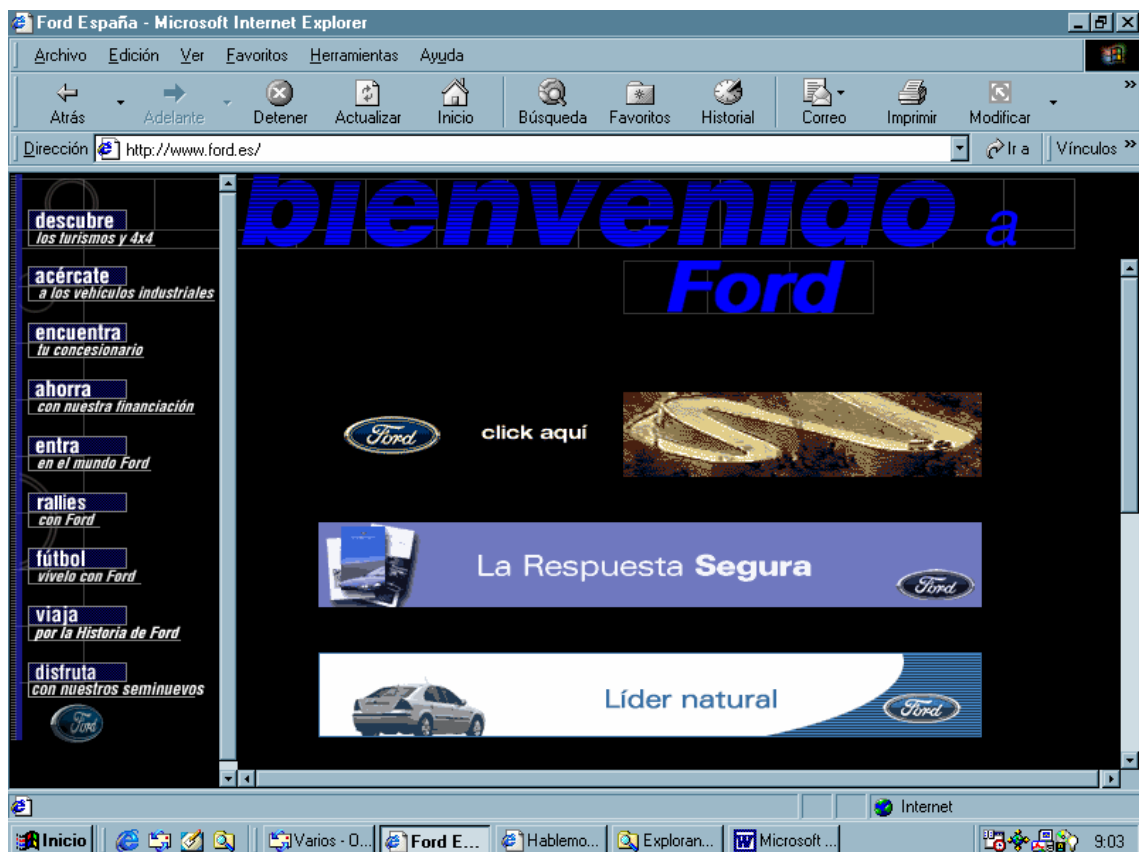 Ford España - Microsoft Internet Explorer
Archivo Edición Ver Favoritos Herramientas Ayuda
Atrás Adelante Detener Actualizar Inicio Búsqueda Favoritos Historial Correo Imprimir Modificar
Dirección http://www.ford.es/ Ir a Vínculos
descubre
los turismos y 4x4
acércate
a los vehículos industriales
encuentra
tu concesionario
ahorra
con nuestra financiación
entra
en el mundo Ford
rallies
con Ford
fútbol
vívelo con Ford
viaja
por la Historia de Ford
disfruta
con nuestros seminuevos
Ford
bienvenido a
Ford
Ford click aquí
La Respuesta Segura
Ford
Líder natural
Ford
Internet
Inicio Varios - O... Ford E... Hablemo... Exploran... Microsoft ... 9:03